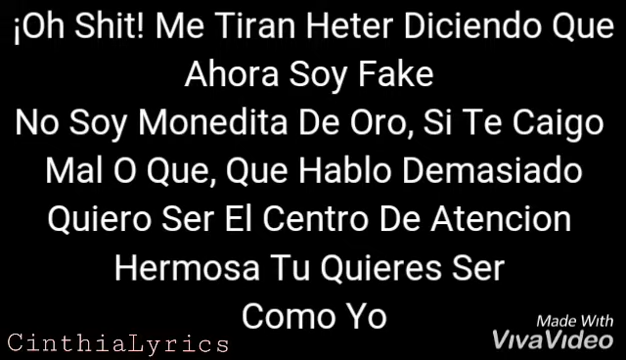 ¡Oh Shit! Me Tiran Heter Diciendo Que
Ahora Soy Fake
No Soy Monedita De Oro, Si Te Caigo
Mal O Que, Que Hablo Demasiado
Quiero Ser El Centro De Atencion
Hermosa Tu Quieres Ser
Como Yo
CinthiaLyrics
Made With
VivaVideo